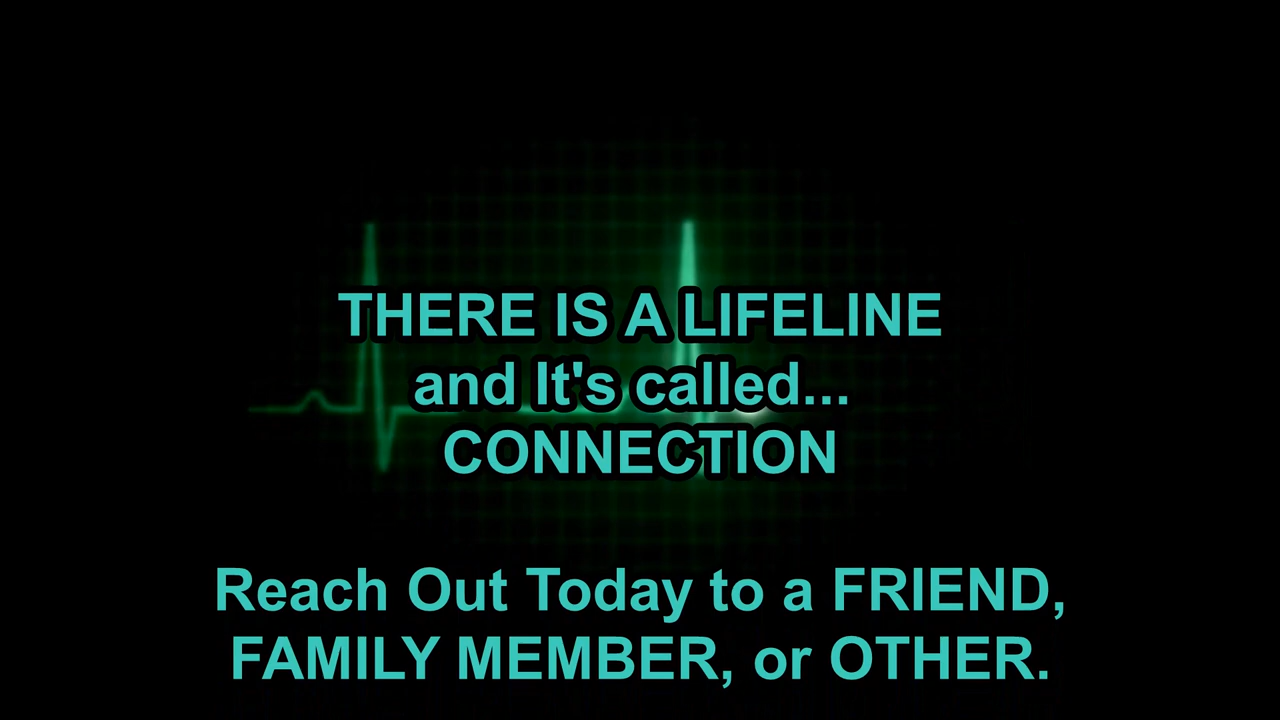 THERE IS A LIFELINE
and It's called...
CONNECTION
Reach Out Today to a FRIEND,
FAMILY MEMBER, or OTHER.